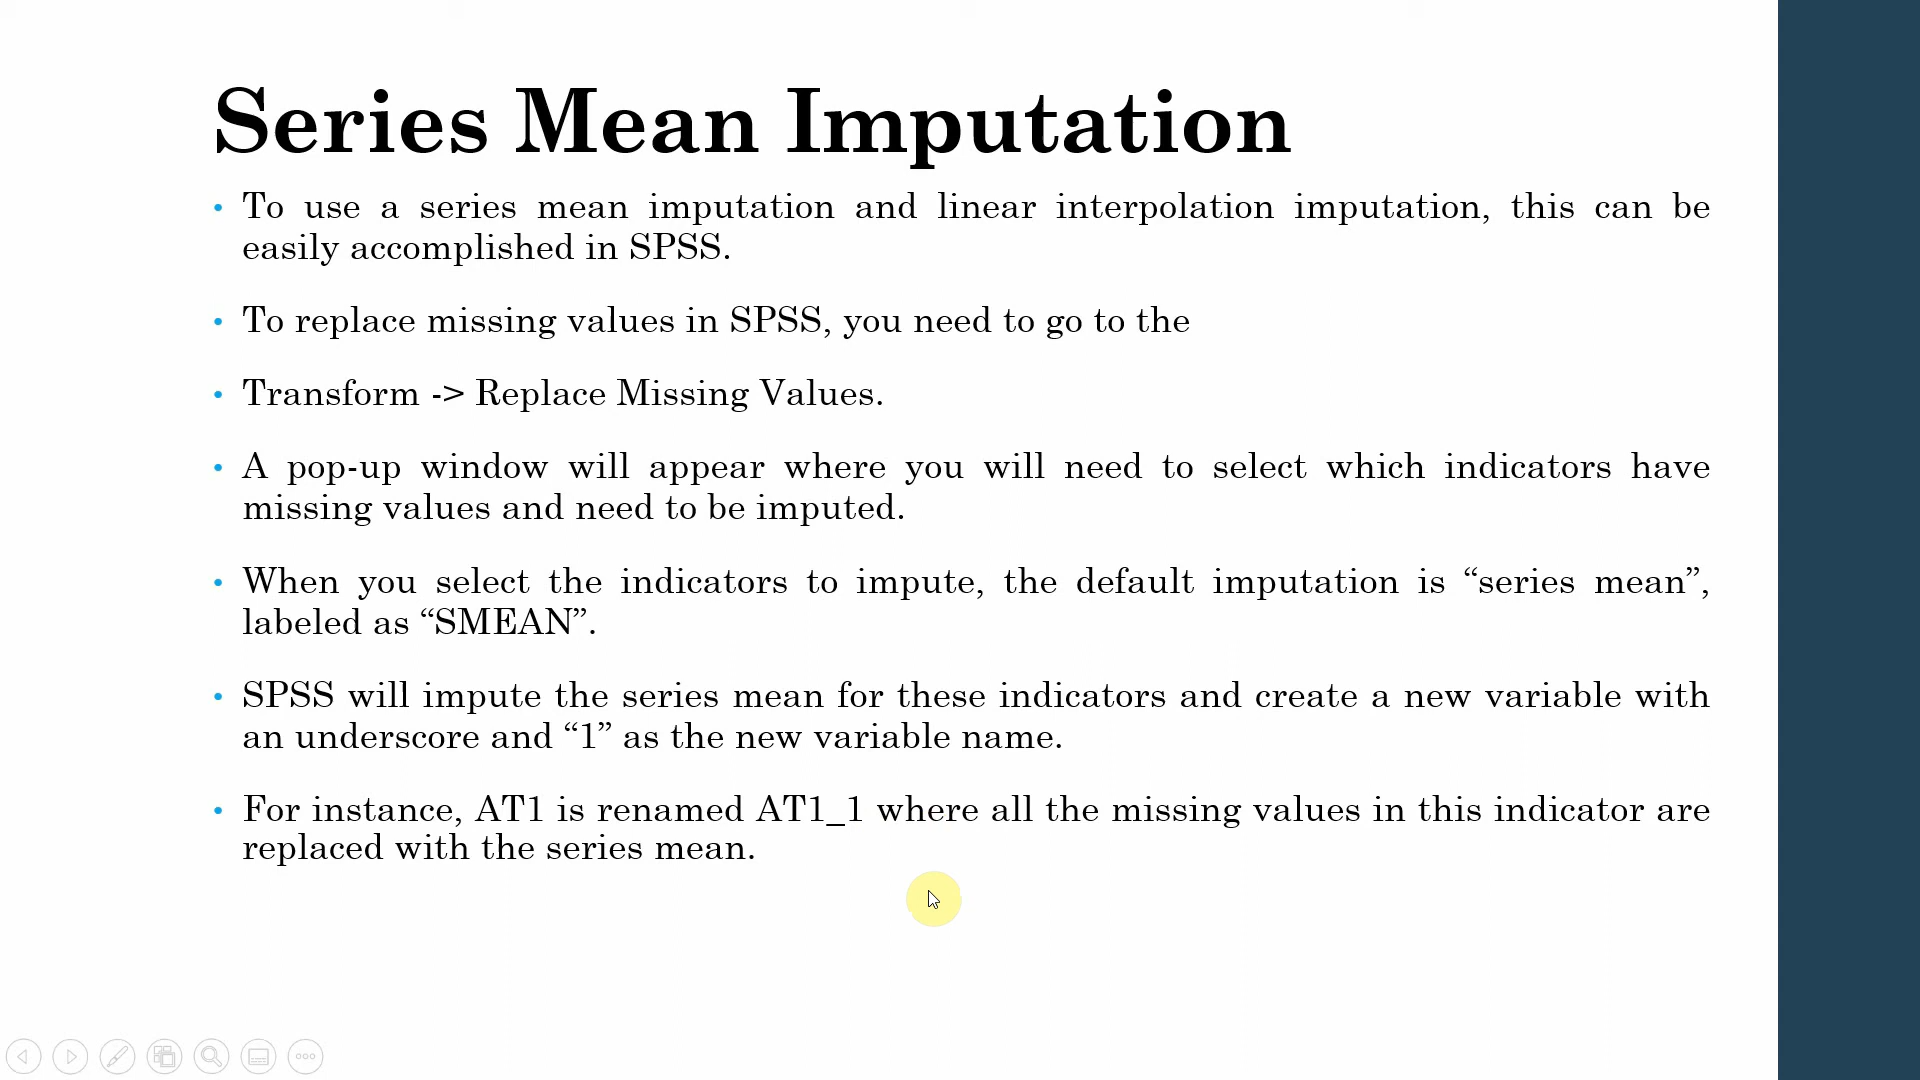 Series Mean Imputation
• To use a series mean imputation and linear interpolation imputation, this can be
easily accomplished in SPSS.
• To replace missing values in SPSS, you need to go to the
• Transform -> Replace Missing Values.
• A pop-up window will appear where you will need to select which indicators have
missing values and need to be imputed.
• When you select the indicators to impute, the default imputation is “series mean”,
labeled as “SMEAN”.
• SPSS will impute the series mean for these indicators and create a new variable with
an underscore and “1” as the new variable name.
• For instance, AT1 is renamed AT1_1 where all the missing values in this indicator are
replaced with the series mean.